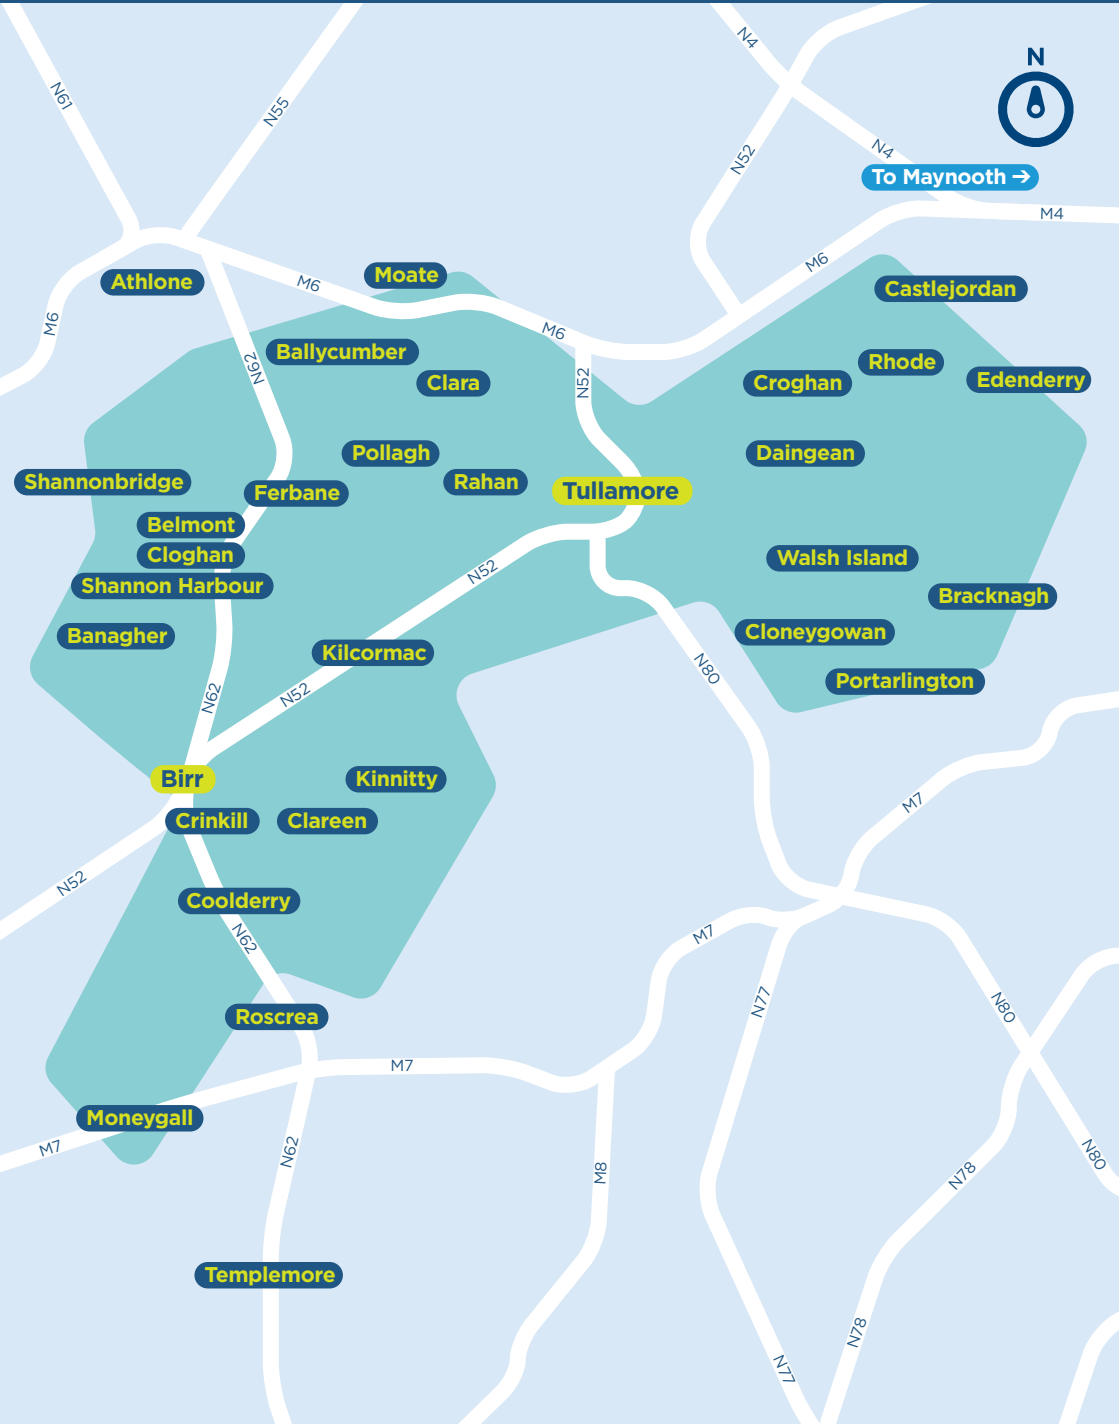 N4
N
N61
N55
N4
N52
To Maynooth →
M4
M6
Moate
Athlone
M6
Castlejordan
M6
M6
Ballycumber
Rhode
N62
Clara
N52
Croghan
Edenderry
Pollagh
Daingean
Shannonbridge
Rahan
Ferbane
Tullamore
Belmont
Cloghan
Walsh Island
N52
Shannon Harbour
Bracknagh
Banagher
Cloneygowan
Kilcormac
N80
Portarlington
N62
N52
Birr
Kinnitty
M7
Crinkill
Clareen
N52
Coolderry
N62
M7
N77
N80
Roscrea
M7
Moneygall
M7
N62
M8
N78
N80
Templemore
N78
N77